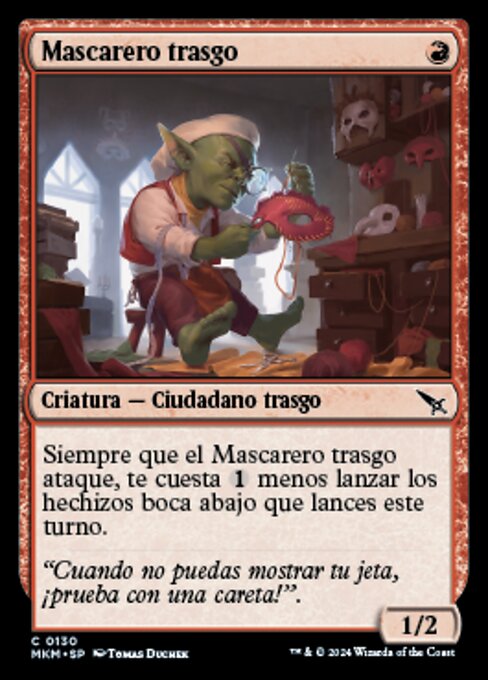 Mascarero trasgo
Criatura — Ciudadano trasgo
Siempre que el Mascarero trasgo
ataque, te cuesta 1 menos lanzar los
hechizos boca abajo que lances este
turno.
“Cuando no puedas mostrar tu jeta,
¡prueba con una careta!”.
1/2
C 0130
MKM • SP Tomas Duchek
™ & © 2024 Wizards of the Coast